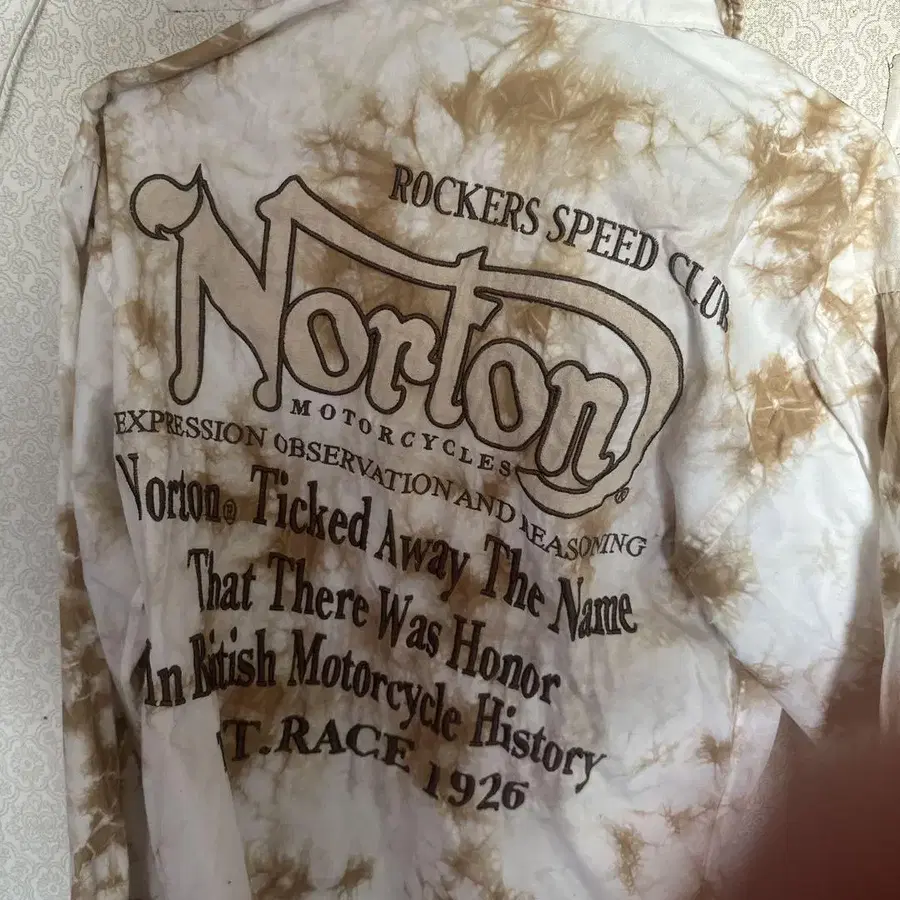 ROCKERS SPEED CLUB
Norton
MOTORCYCLES
®
EXPRESSION OBSERVATION AND REASONING
Norton® Ticked Away The Name
That There Was Honor
In British Motorcycle History
T.RACE 1926